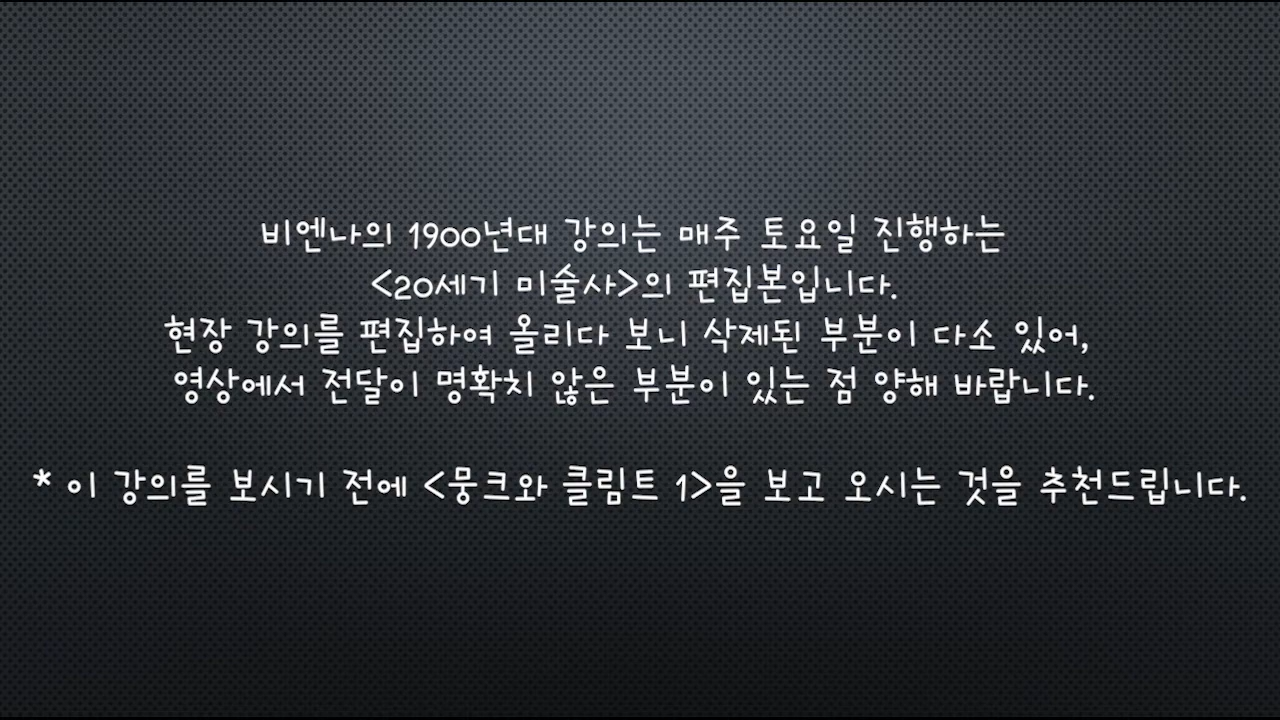 비엔나의 1900년대 강의는 매주 토요일 진행하는
<20세기 미술사>의 편집본입니다.
현장 강의를 편집하여 올리다 보니 삭제된 부분이 다소 있어,
영상에서 전달이 명확치 않은 부분이 있는 점 양해 바랍니다.
* 이 강의를 보시기 전에 <뭉크와 클림트 1>을 보고 오시는 것을 추천드립니다.